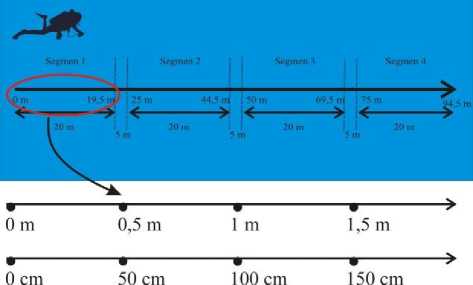 Segmen 1 Segmen 2 Segmen 3 Segmen 4
0 m 19,5 m 25 m 44,5 m 50 m 69,5 m 75 m 94,5 m
20 m 20 m 20 m 20 m
5 m 5 m 5 m
0 m 0,5 m 1 m 1,5 m
0 cm 50 cm 100 cm 150 cm